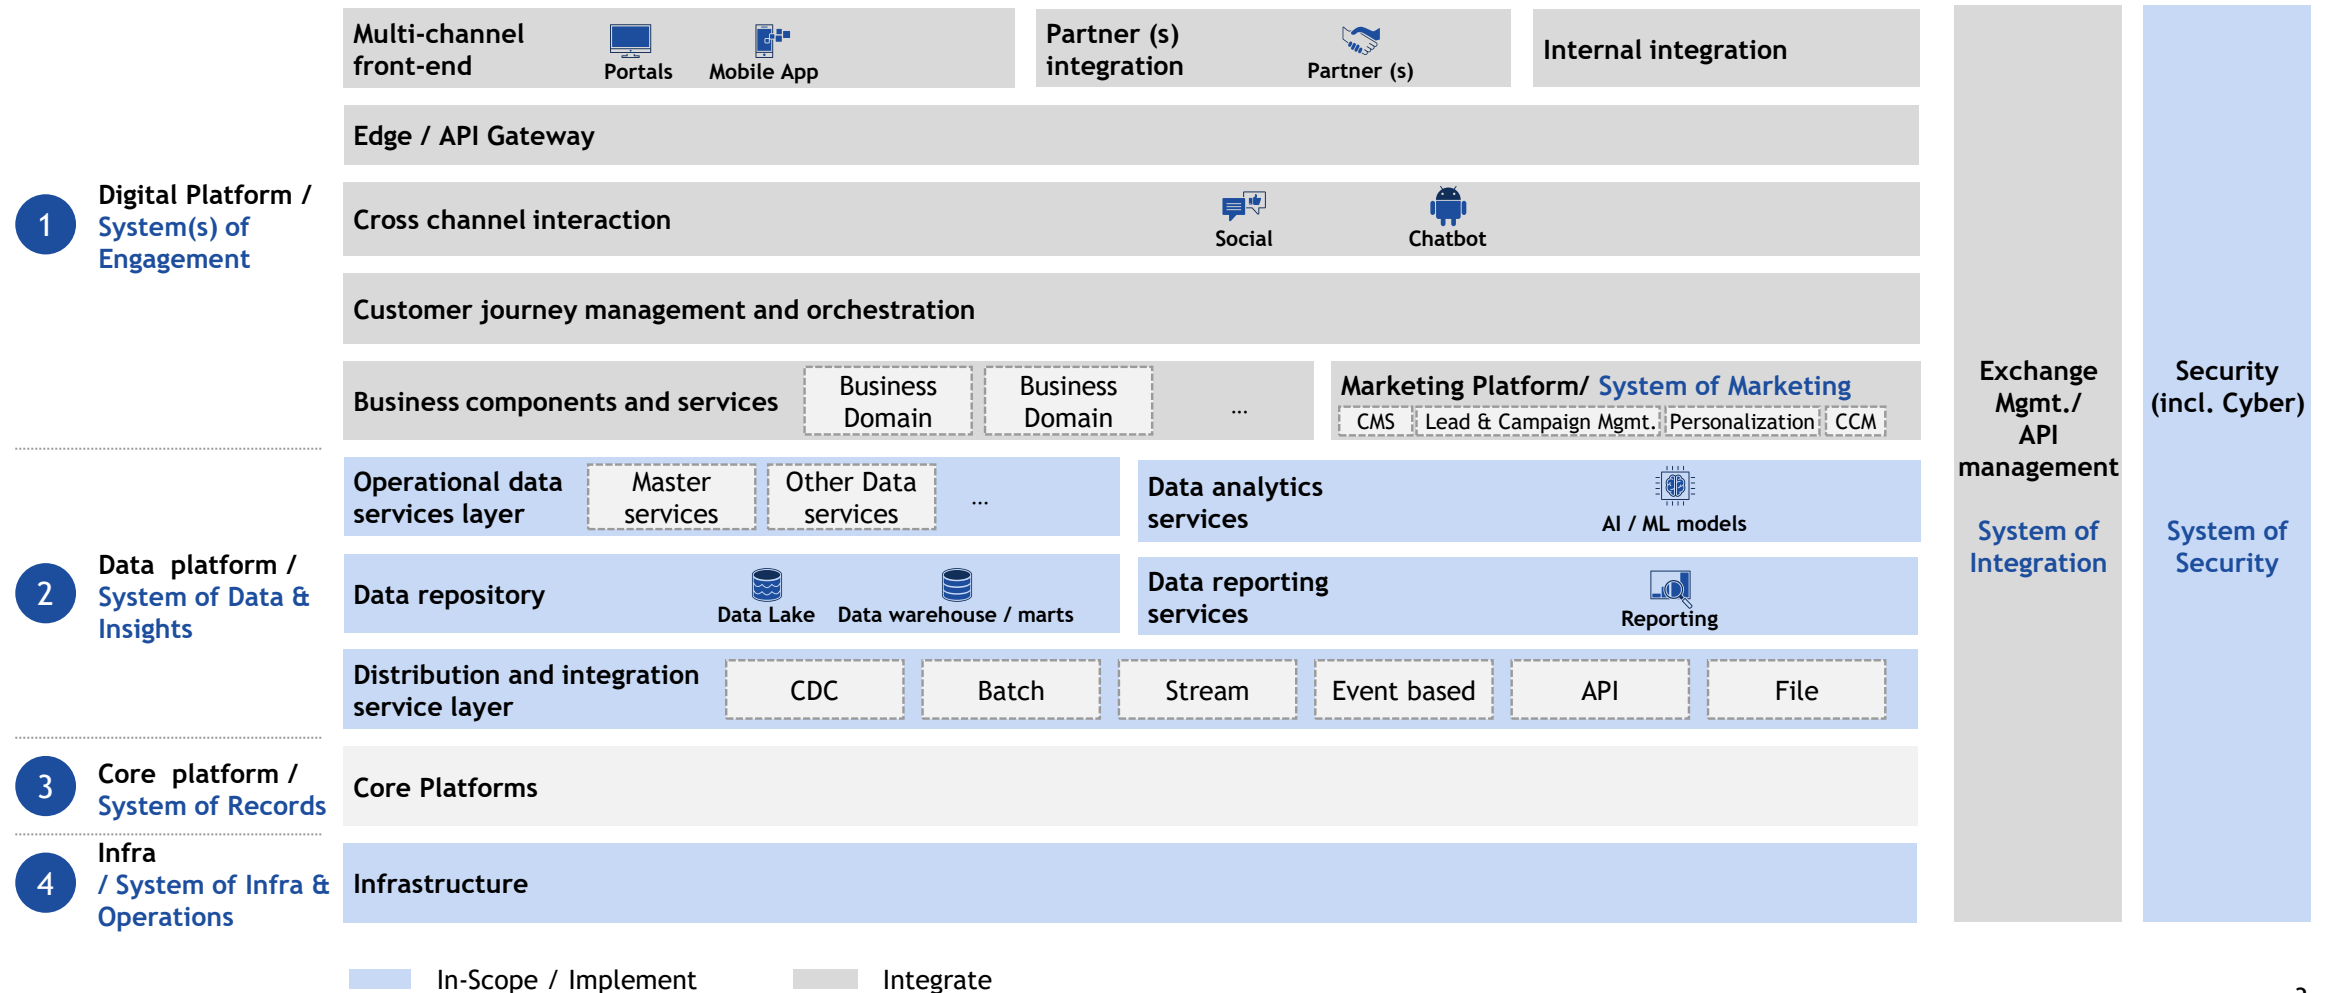 Multi-channel
front-end
Portals
Mobile App
Partner (s)
integration
Partner (s)
Internal integration
Edge / API Gateway
1
Digital Platform /
System(s) of
Engagement
Cross channel interaction
Social
Chatbot
Customer journey management and orchestration
Business components and services
Business
Domain
Business
Domain
...
Marketing Platform/ System of Marketing
CMS
Lead & Campaign Mgmt.
Personalization
CCM
2
Data platform /
System of Data &
Insights
Operational data
services layer
Master
services
Other Data
services
...
Data analytics
services
AI / ML models
Data repository
Data Lake
Data warehouse / marts
Data reporting
services
Reporting
Distribution and integration
service layer
CDC
Batch
Stream
Event based
API
File
3
Core platform /
System of Records
Core Platforms
4
Infra
/ System of Infra &
Operations
Infrastructure
Exchange
Mgmt./
API
management
System of
Integration
Security
(incl. Cyber)
System of
Security
In-Scope / Implement
Integrate